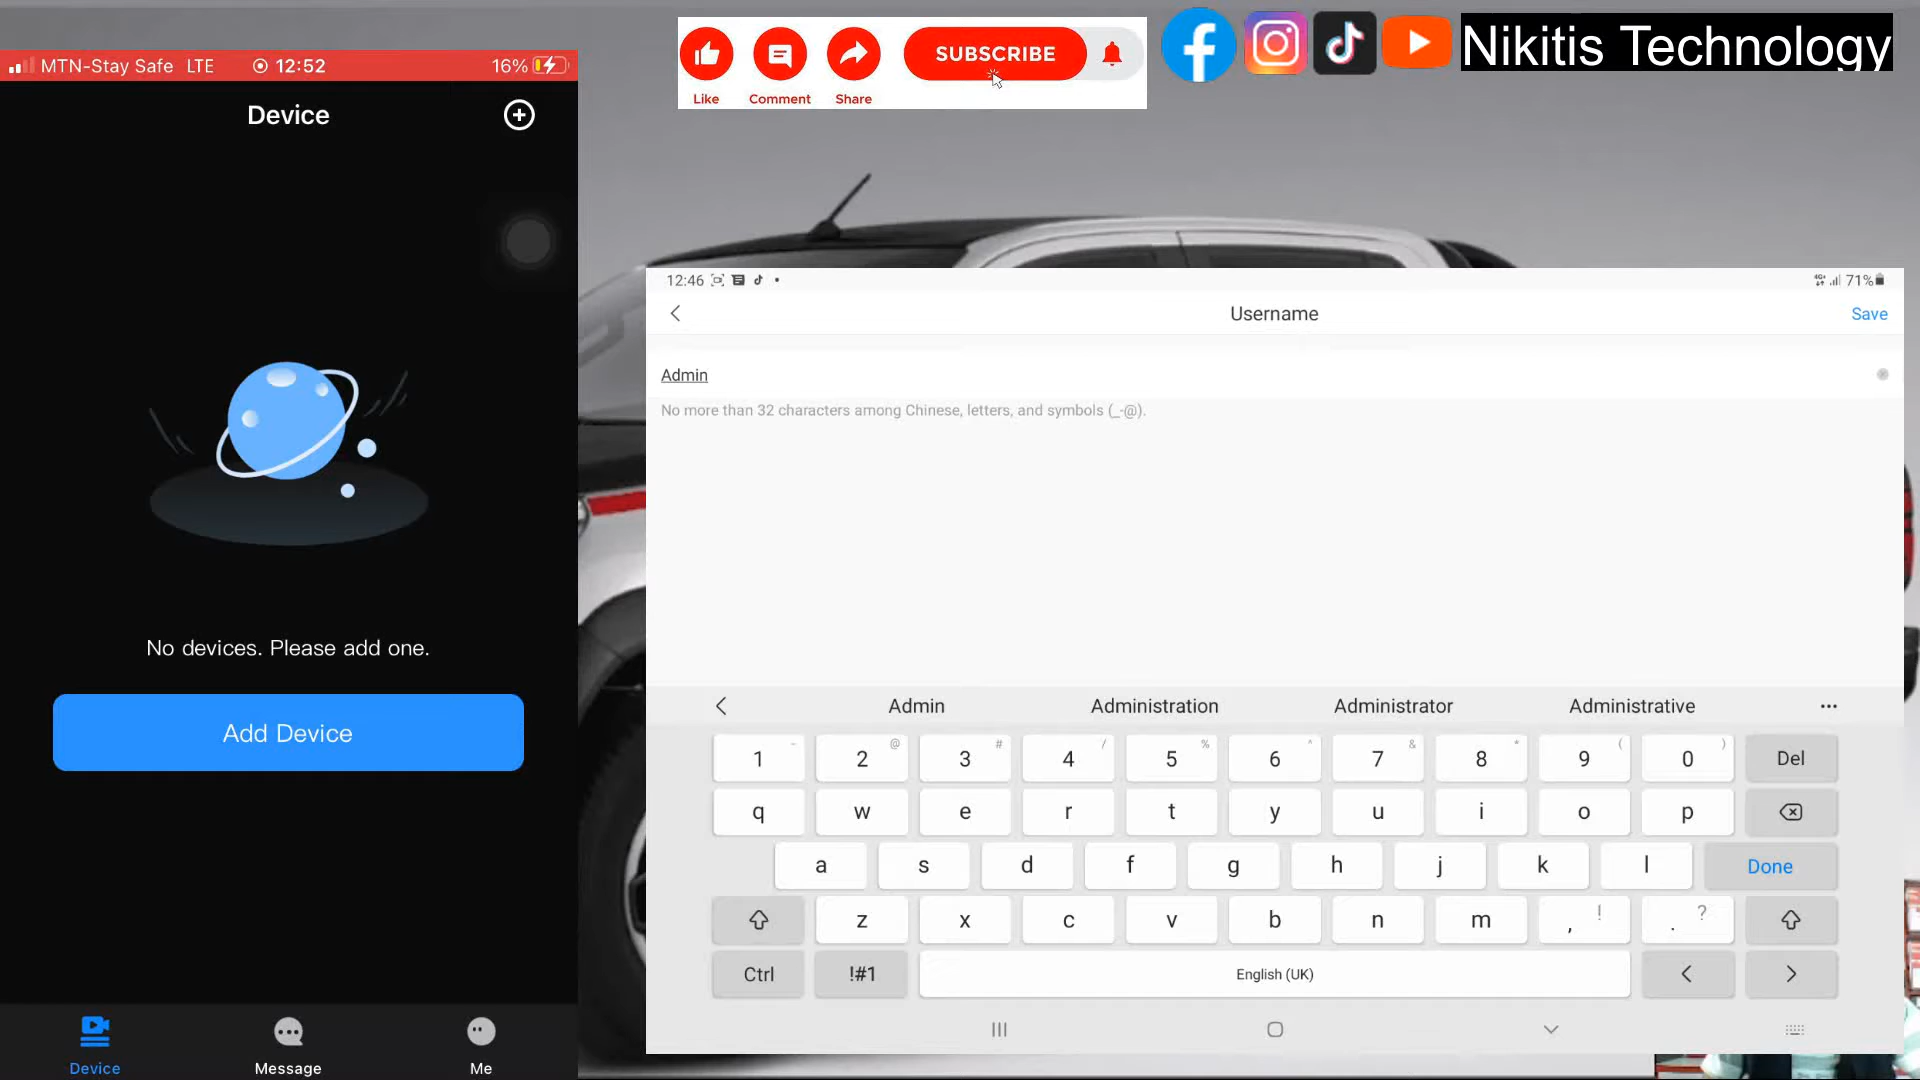 MTN-Stay Safe LTE 12:52 16%
Device
No devices. Please add one.
Add Device
Device Message Me
SUBSCRIBE
Like Comment Share
Nikitis Technology
12:46 4G+ 71%
Username
Save
Admin
No more than 32 characters among Chinese, letters, and symbols (_-@).
Admin Administration Administrator Administrative
1 - 2 @ 3 # 4 / 5 % 6 ^ 7 & 8 * 9 ( 0 ) Del
q w e r t y u i o p
a s d f g h j k l Done
z x c v b n m , ! . ?
Ctrl !#1 English (UK) < >